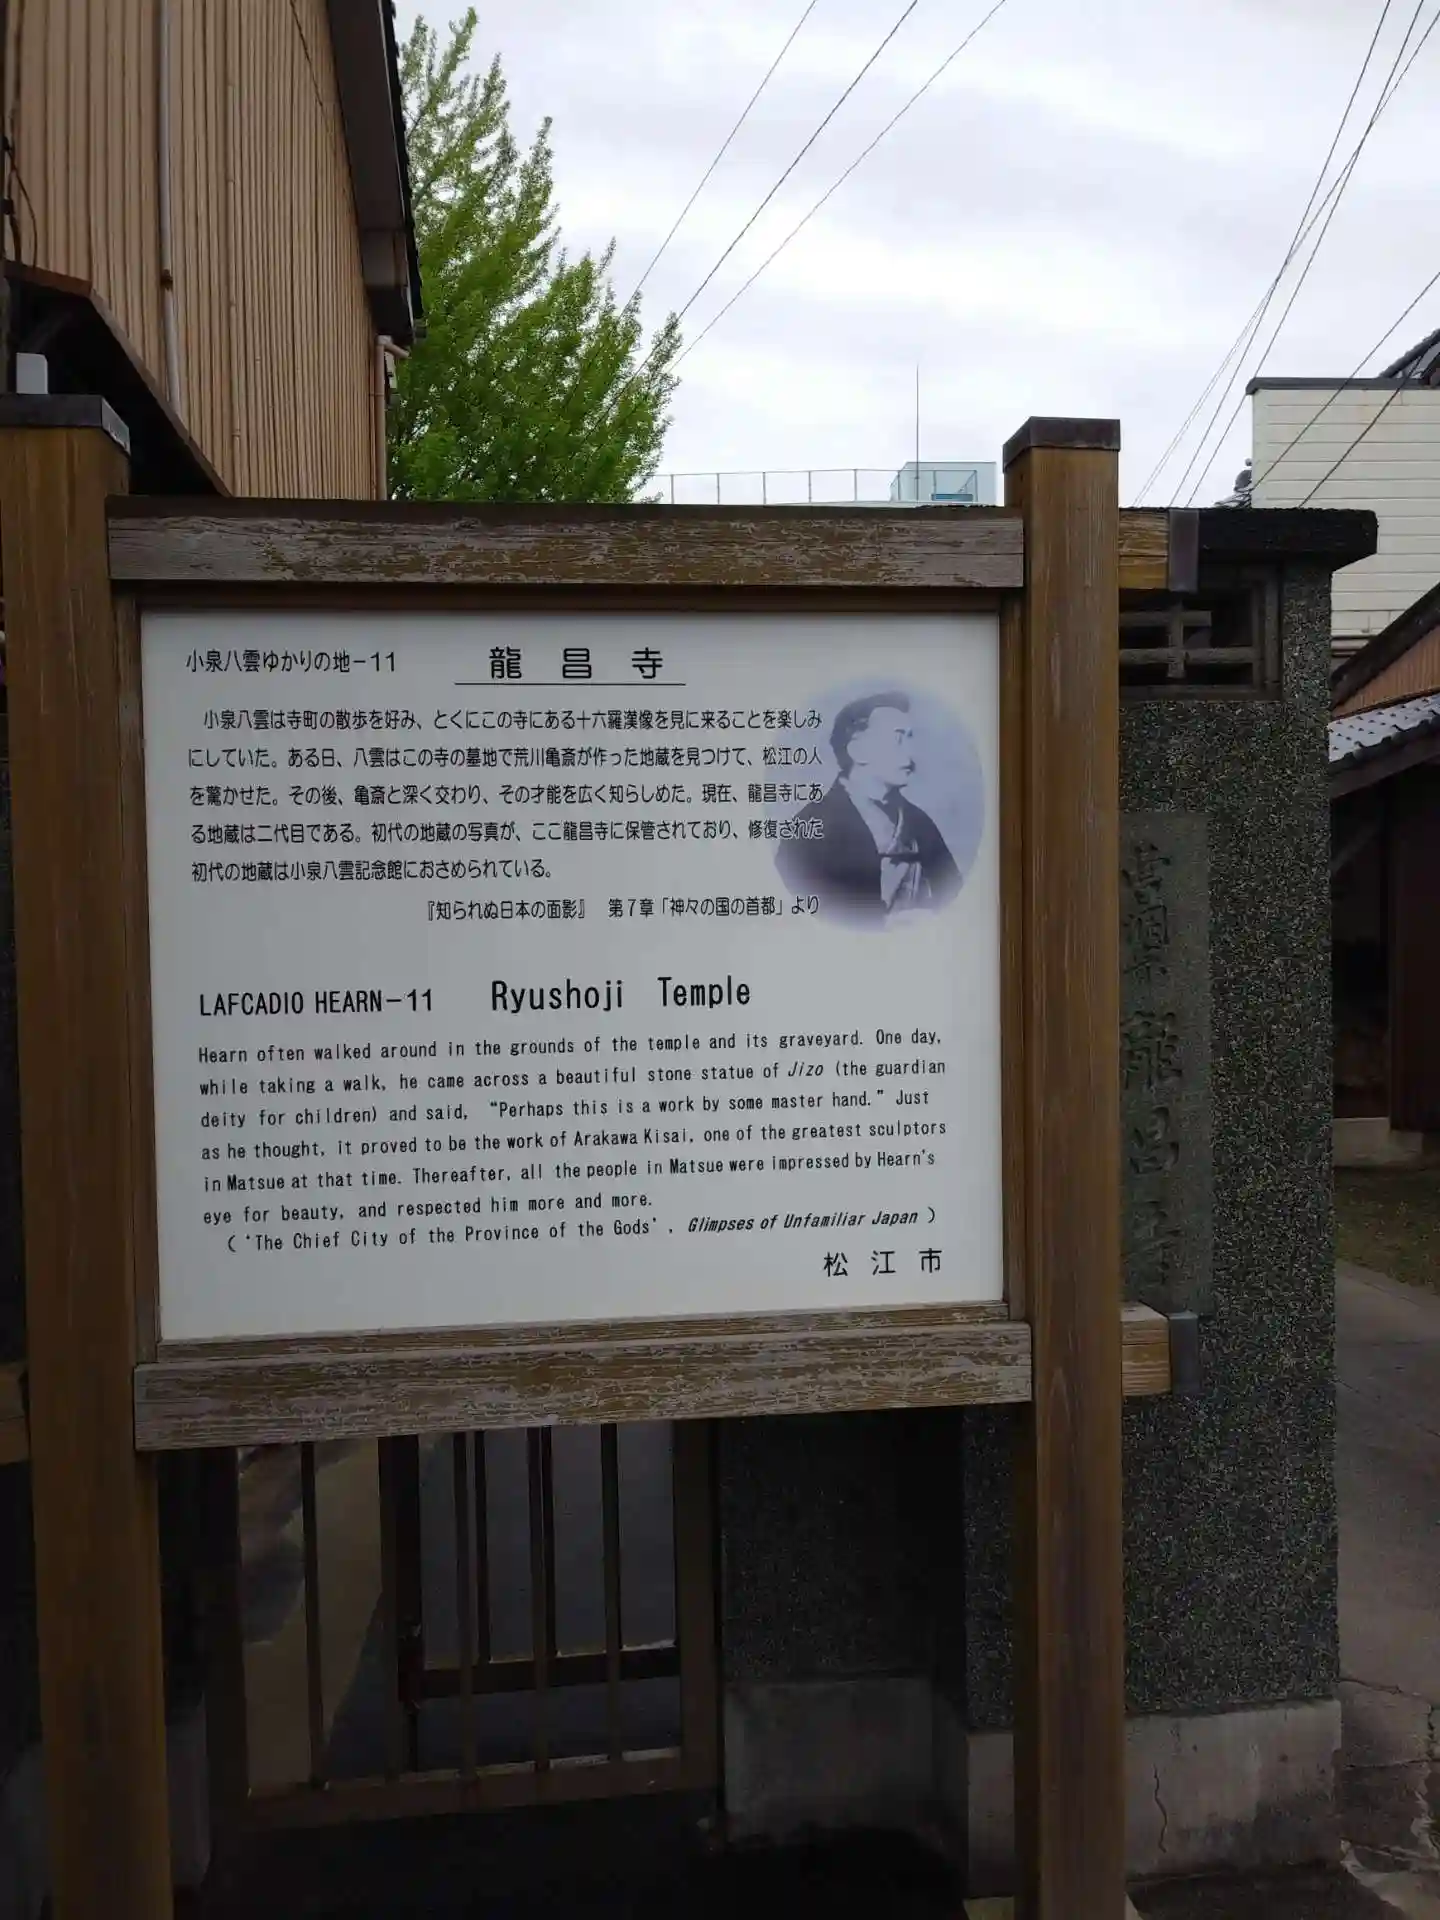 小泉八雲ゆかりの地－11 龍昌寺
小泉八雲は寺町の散歩を好み、とくにこの寺にある十六羅漢像を見に来ることを楽しみ
にしていた。ある日、八雲はこの寺の墓地で荒川亀斎が作った地蔵を見つけて、松江の人
を驚かせた。その後、亀斎と深く交わり、その才能を広く知らしめた。現在、龍昌寺にあ
る地蔵は二代目である。初代の地蔵の写真が、ここ龍昌寺に保管されており、修復された
初代の地蔵は小泉八雲記念館におさめられている。
『知られぬ日本の面影』 第7章「神々の国の首都」より
LAFCADIO HEARN－11 Ryushoji Temple
Hearn often walked around in the grounds of the temple and its graveyard. One day,
while taking a walk, he came across a beautiful stone statue of Jizo (the guardian
deity for children) and said, “Perhaps this is a work by some master hand.” Just
as he thought, it proved to be the work of Arakawa Kisai, one of the greatest sculptors
in Matsue at that time. Thereafter, all the people in Matsue were impressed by Hearn's
eye for beauty, and respected him more and more.
(‘The Chief City of the Province of the Gods’, Glimpses of Unfamiliar Japan )
松江市
龍昌寺